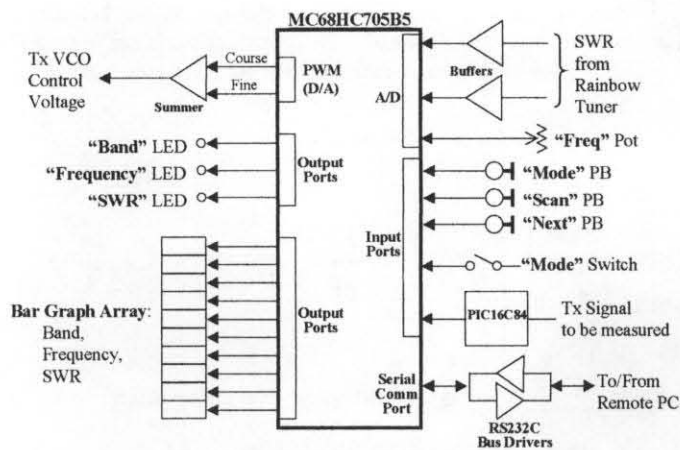 MC68HC705B5
Tx VCO
Control
Voltage
Summer
Course
Fine
PWM
(D/A)
"Band" LED
"Frequency" LED
"SWR" LED
Output
Ports
Bar Graph Array:
Band,
Frequency,
SWR
Output
Ports
A/D
Buffers
SWR
from
Rainbow
Tuner
"Freq" Pot
Input
Ports
"Mode" PB
"Scan" PB
"Next" PB
"Mode" Switch
PIC16C84
Tx Signal
to be measured
Serial
Comm
Port
RS232C
Bus Drivers
To/From
Remote PC